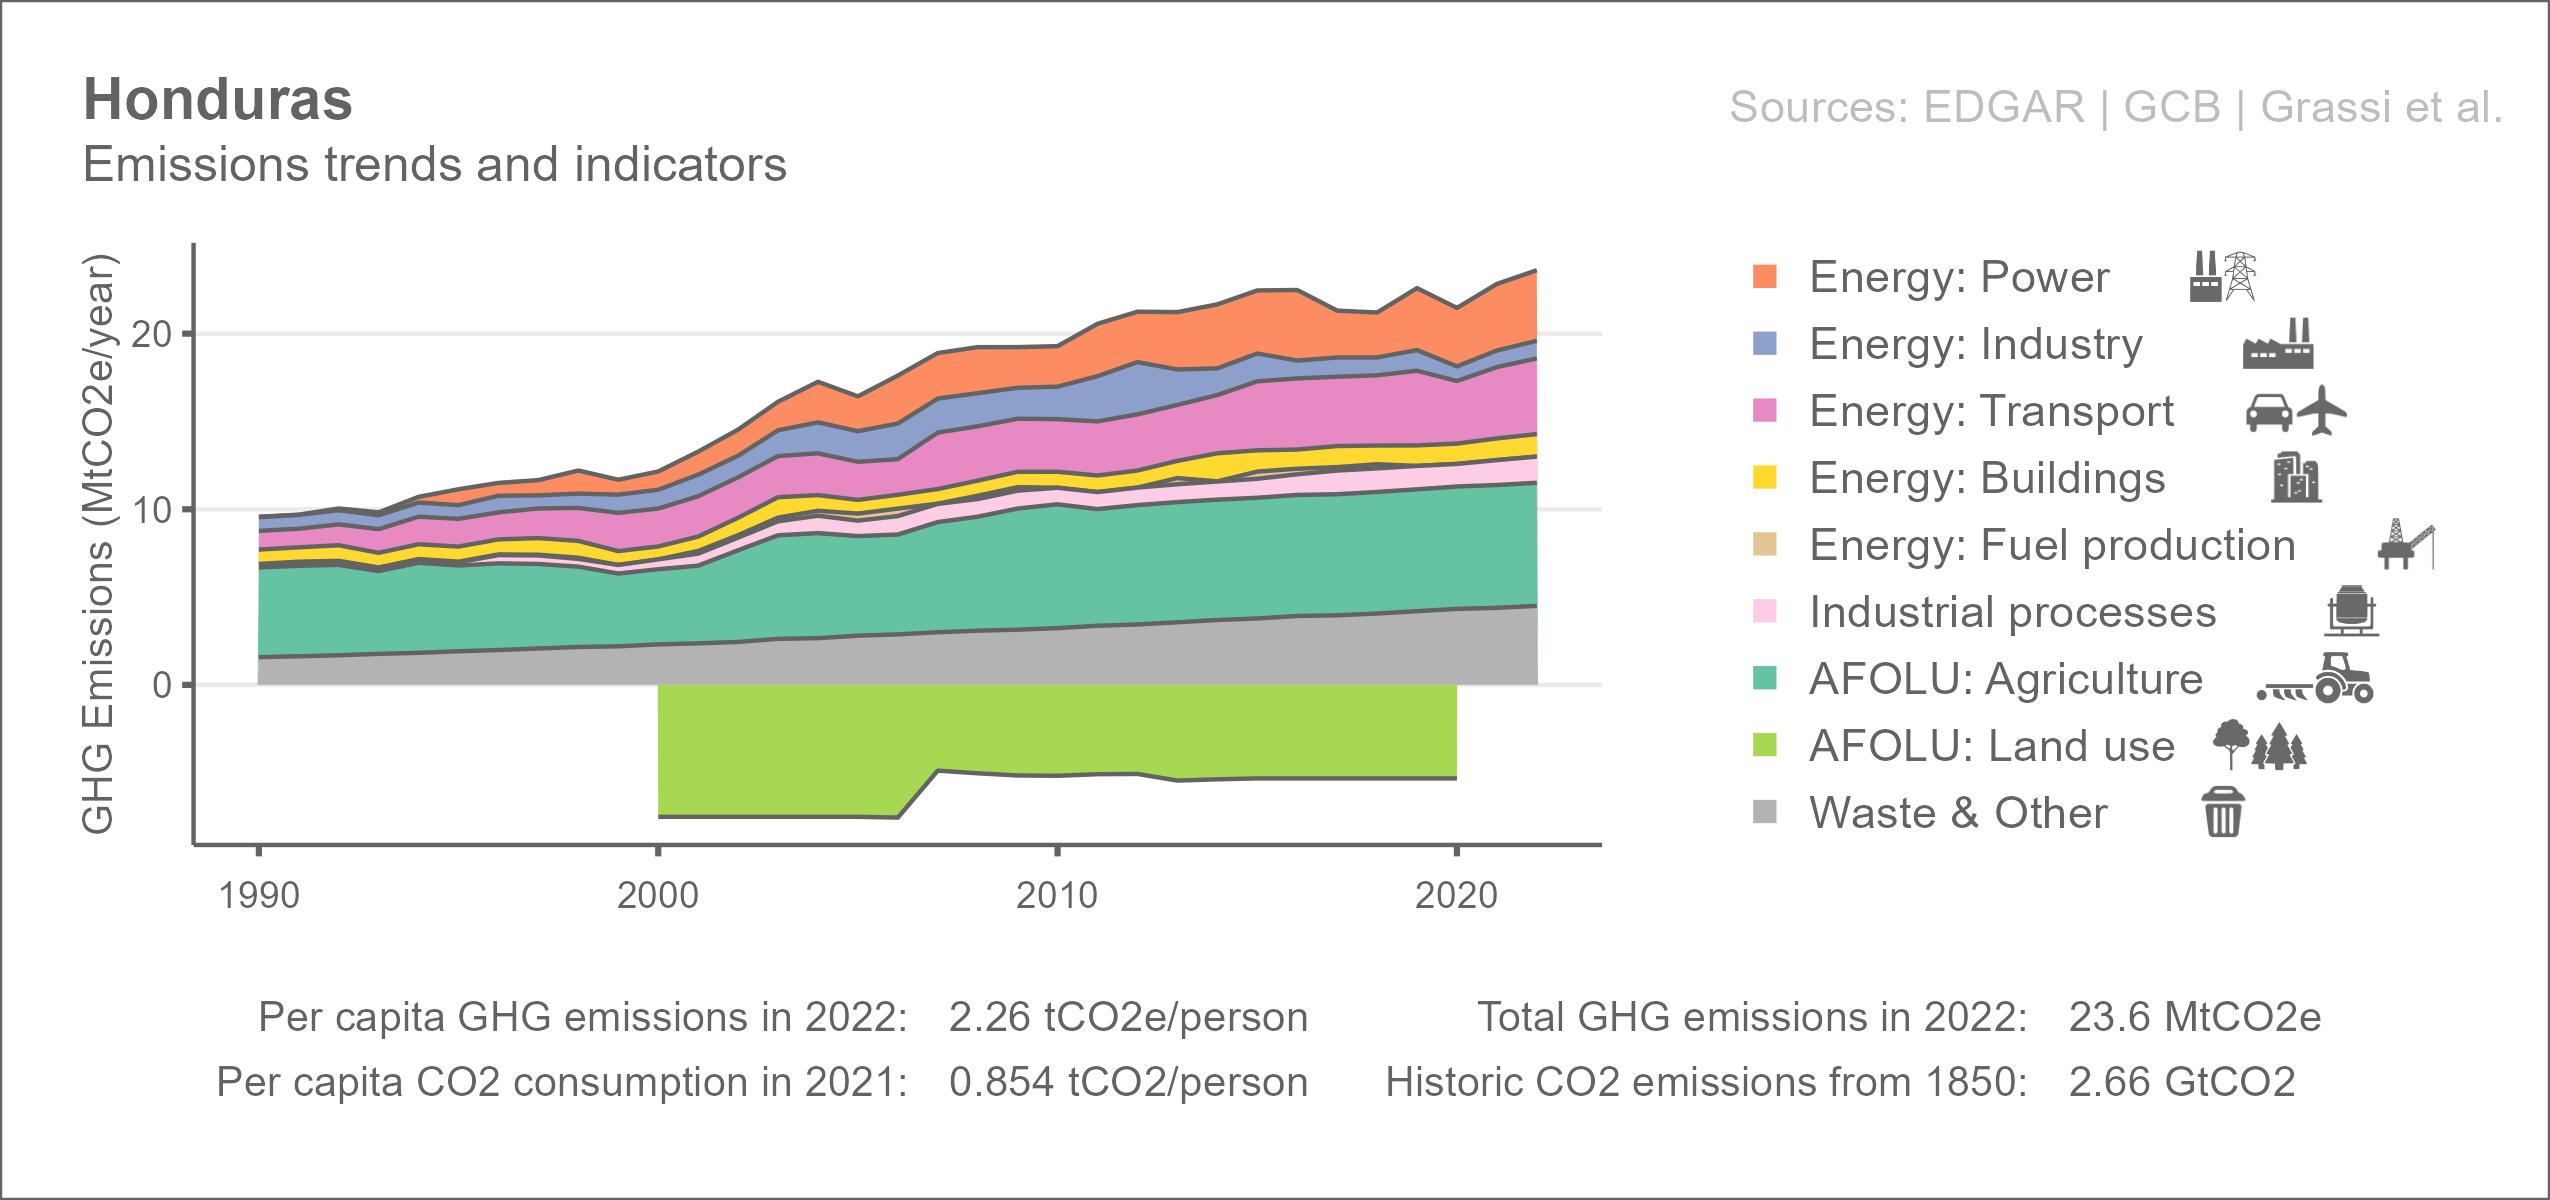 Honduras
Emissions trends and indicators
Sources: EDGAR | GCB | Grassi et al.
GHG Emissions (MtCO2e/year)
20
10
0
1990
2000
2010
2020
Energy: Power
Energy: Industry
Energy: Transport
Energy: Buildings
Energy: Fuel production
Industrial processes
AFOLU: Agriculture
AFOLU: Land use
Waste & Other
Per capita GHG emissions in 2022: 2.26 tCO2e/person
Total GHG emissions in 2022: 23.6 MtCO2e
Per capita CO2 consumption in 2021: 0.854 tCO2/person
Historic CO2 emissions from 1850: 2.66 GtCO2